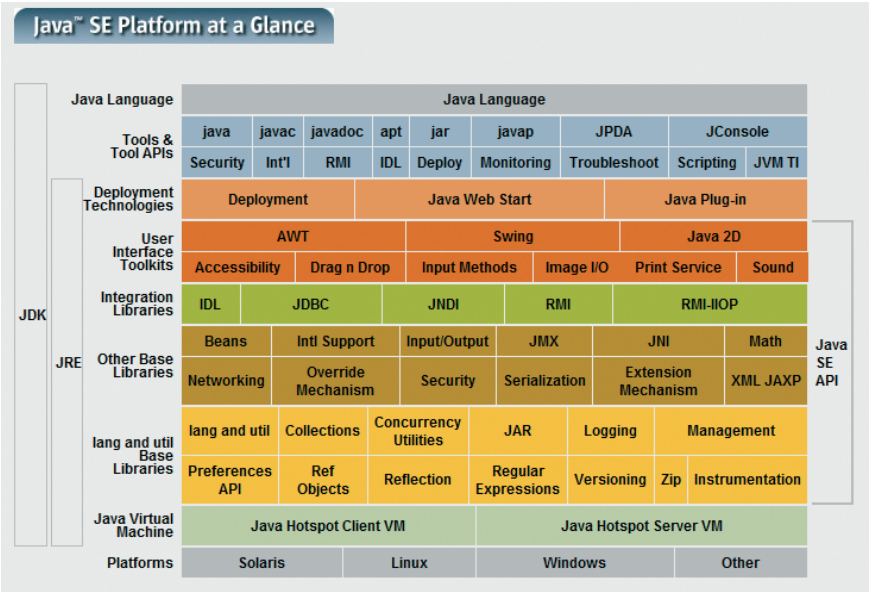 Java™ SE Platform at a Glance
Java Language
Java Language
Tools &
Tool APIs
java javac javadoc apt jar javap JPDA JConsole
Security Int'l RMI IDL Deploy Monitoring Troubleshoot Scripting JVM TI
Deployment
Technologies
Deployment Java Web Start Java Plug-in
User
Interface
Toolkits
AWT Swing Java 2D
Accessibility Drag n Drop Input Methods Image I/O Print Service Sound
Integration
Libraries
IDL JDBC JNDI RMI RMI-IIOP
JDK
JRE
Other Base
Libraries
Beans Intl Support Input/Output JMX JNI Math
Networking Override
Mechanism Security Serialization Extension
Mechanism XML JAXP
Java
SE
API
lang and util
Base
Libraries
lang and util Collections Concurrency
Utilities JAR Logging Management
Preferences
API Ref
Objects Reflection Regular
Expressions Versioning Zip Instrumentation
Java Virtual
Machine
Java Hotspot Client VM Java Hotspot Server VM
Platforms
Solaris Linux Windows Other